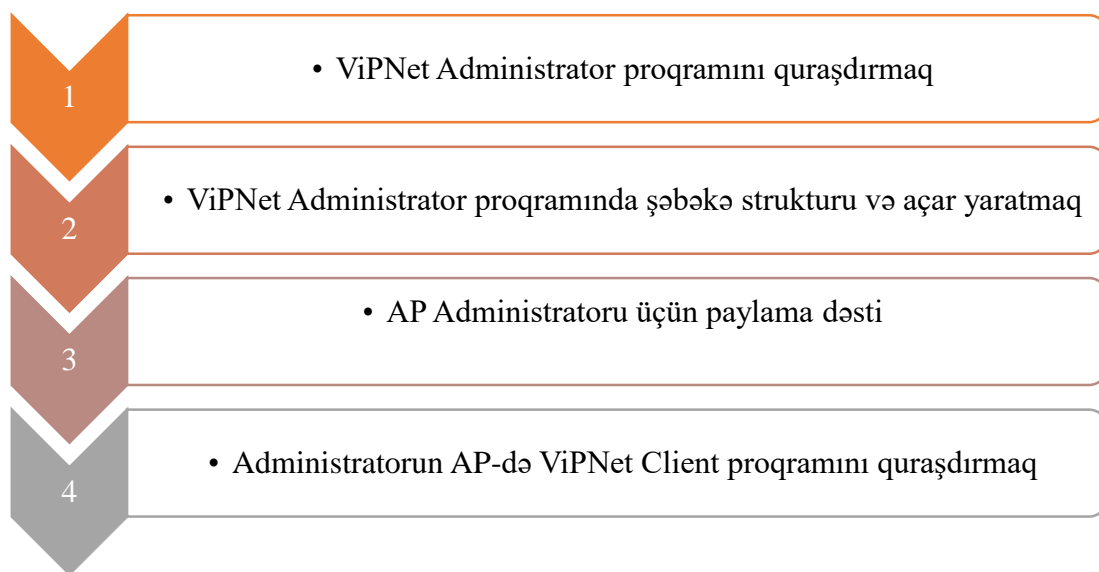 1
• ViPNet Administrator proqramını quraşdırmaq
2
• ViPNet Administrator proqramında şəbəkə strukturu və açar yaratmaq
3
• AP Administratoru üçün paylama dəsti
4
• Administratorun AP-də ViPNet Client proqramını quraşdırmaq